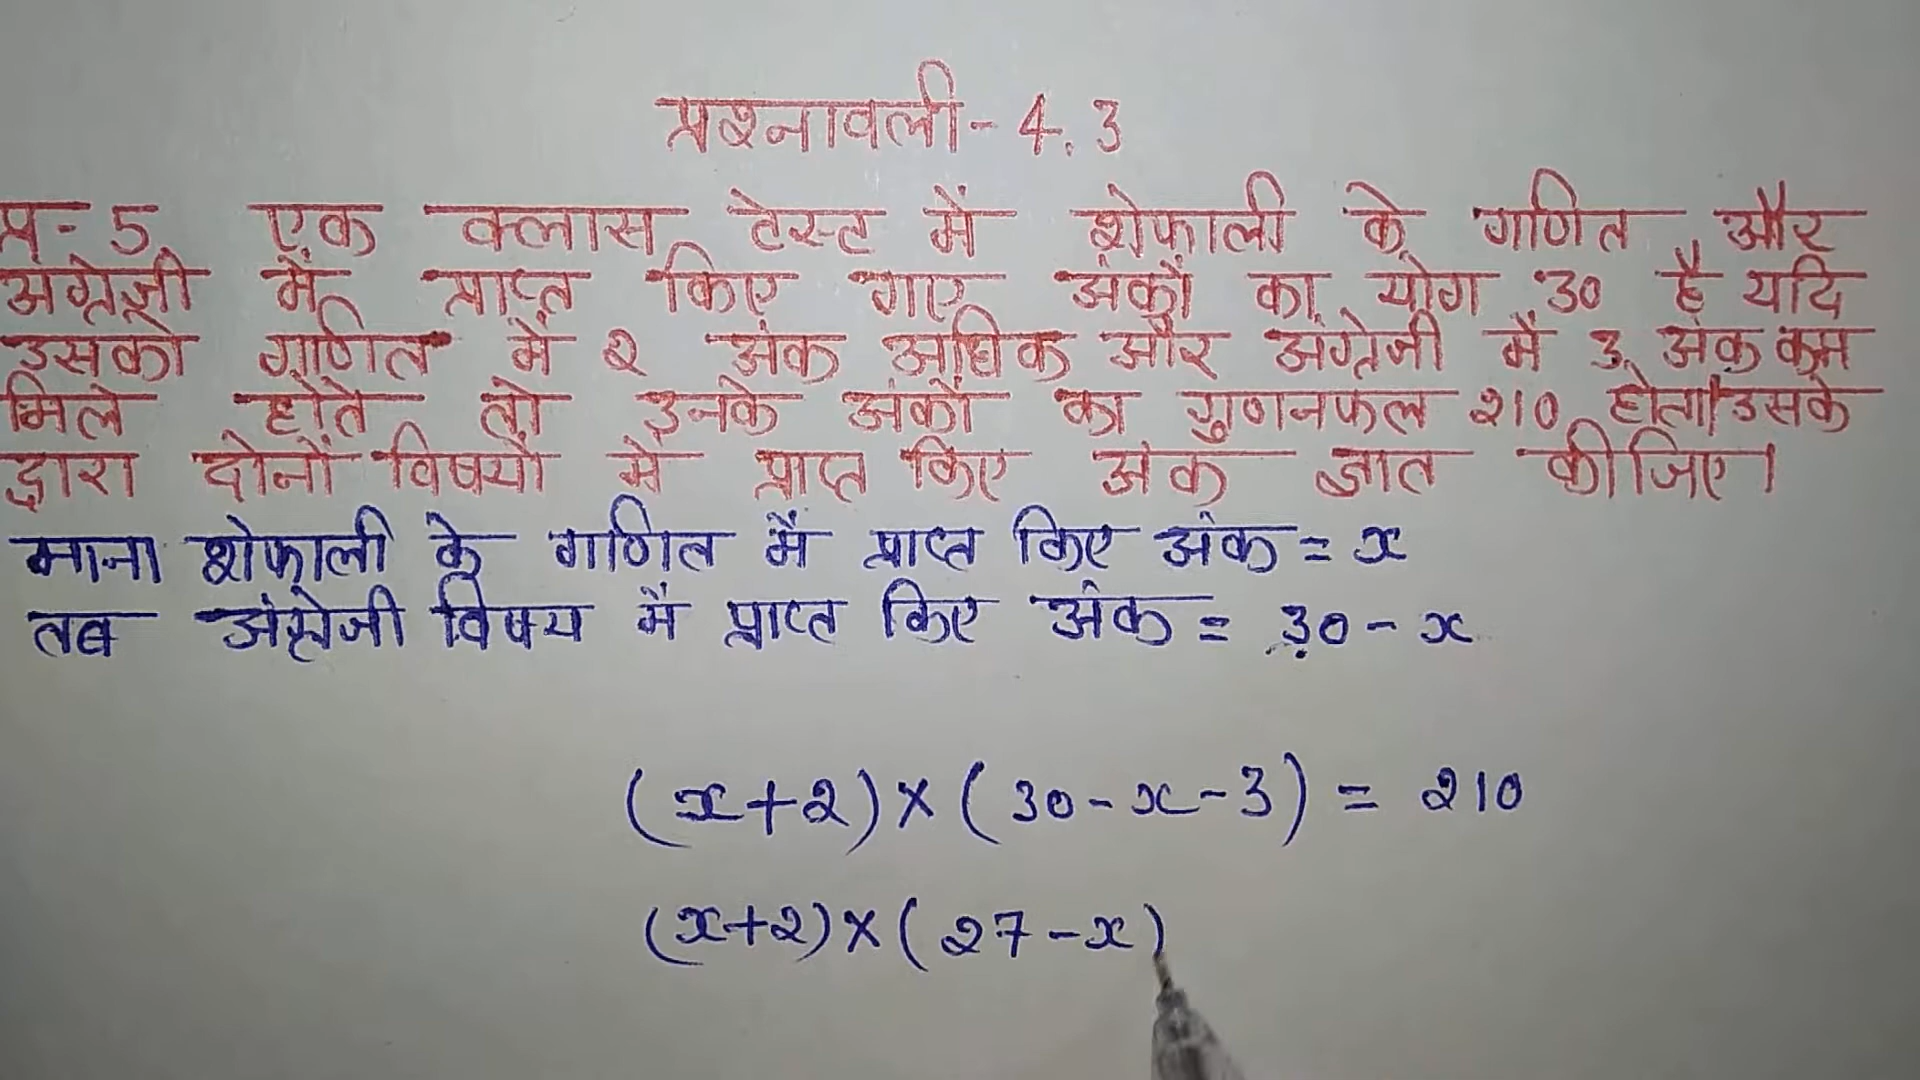 प्रश्नावली- 4.3
प्र- 5. एक क्लास टेस्ट में शेफाली के गणित और
अंग्रेजी में प्राप्त किए गए अंकों का योग 30 है यदि
उसको गणित में 2 अंक अधिक और अंग्रेजी में 3 अंक कम
मिले होते तो उनके अंकों का गुणनफल 210 होता। उसके
द्वारा दोनों विषयों में प्राप्त किए अंक ज्ञात कीजिए।
माना शेफाली के गणित में प्राप्त किए अंक = x
तब अंग्रेजी विषय में प्राप्त किए अंक = 30 - x
(x+2) × (30 - x - 3) = 210
(x+2) × (27 - x)